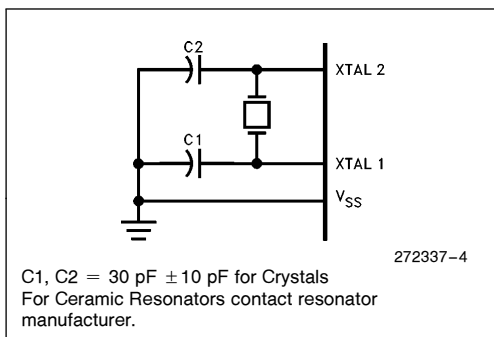 C2
XTAL 2
C1
XTAL 1
VSS
272337–4
C1, C2 = 30 pF ±10 pF for Crystals
For Ceramic Resonators contact resonator
manufacturer.